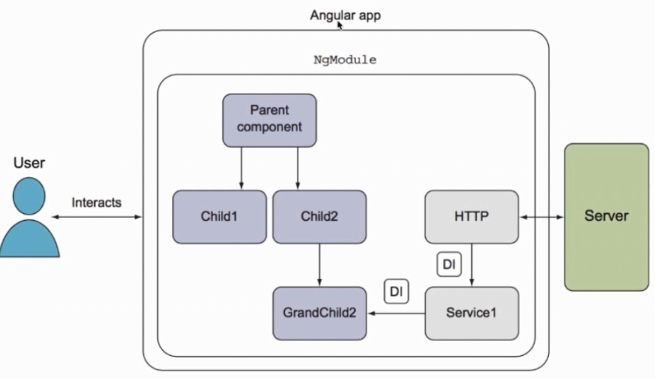 Angular app
NgModule
Parent
component
User
Interacts
Child1
Child2
HTTP
Server
DI
DI
GrandChild2
Service1